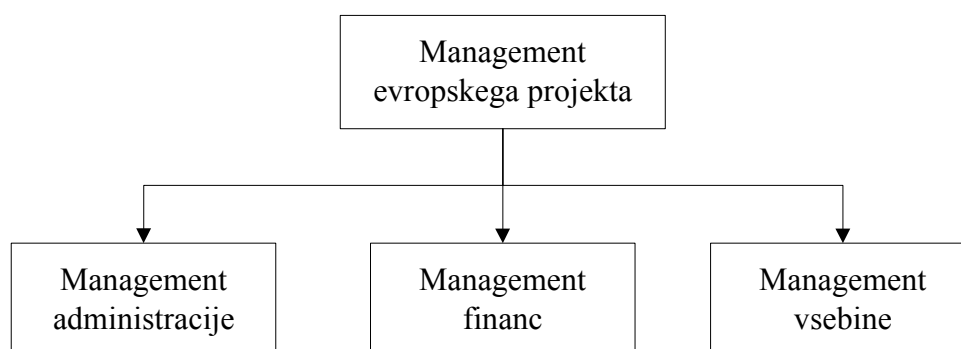 Management
evropskega projekta
Management
administracije
Management
financ
Management
vsebine